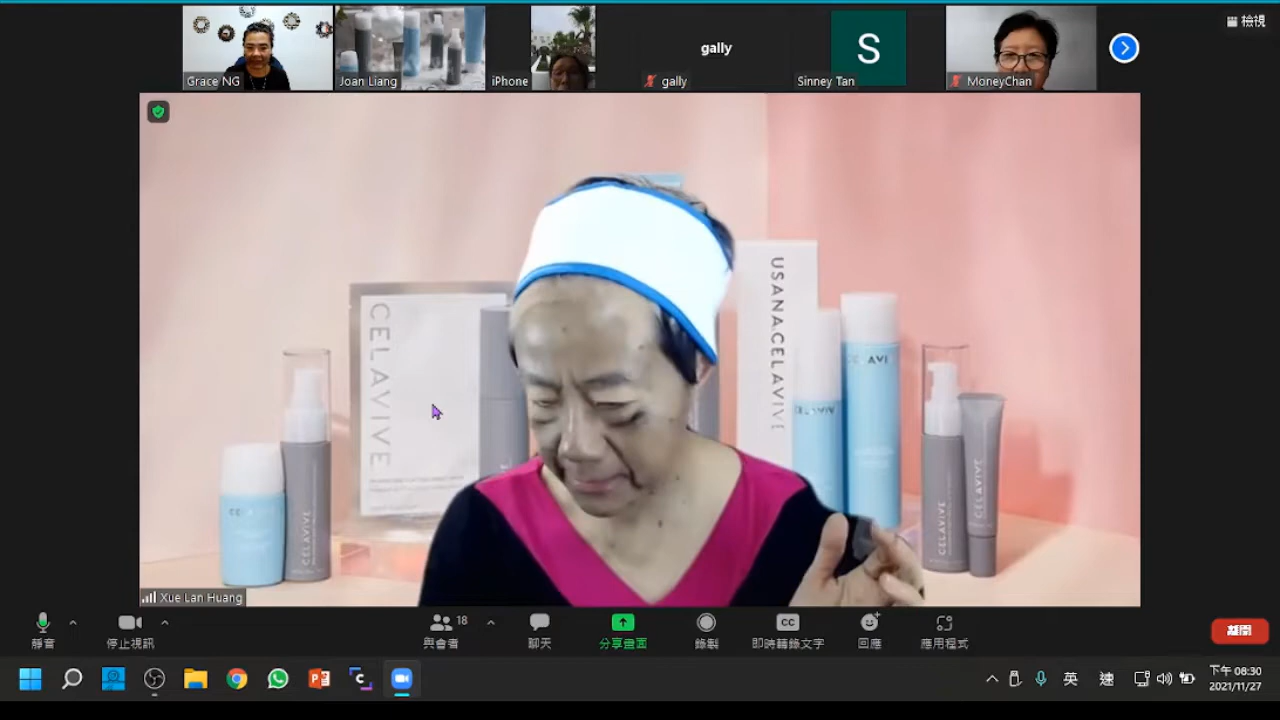 檢視
gally
S
Grace NG
Joan Liang
iPhone
gally
Sinney Tan
MoneyChan
CELAVIVE
USANA CELAVIVE
CELAVIVE
CELAVIVE
CELAVIVE
Xue Lan Huang
靜音
停止視訊
18
與會者
聊天
分享畫面
錄製
CC
即時轉錄文字
回應
應用程式
離開
英
速
下午 08:30
2021/11/27